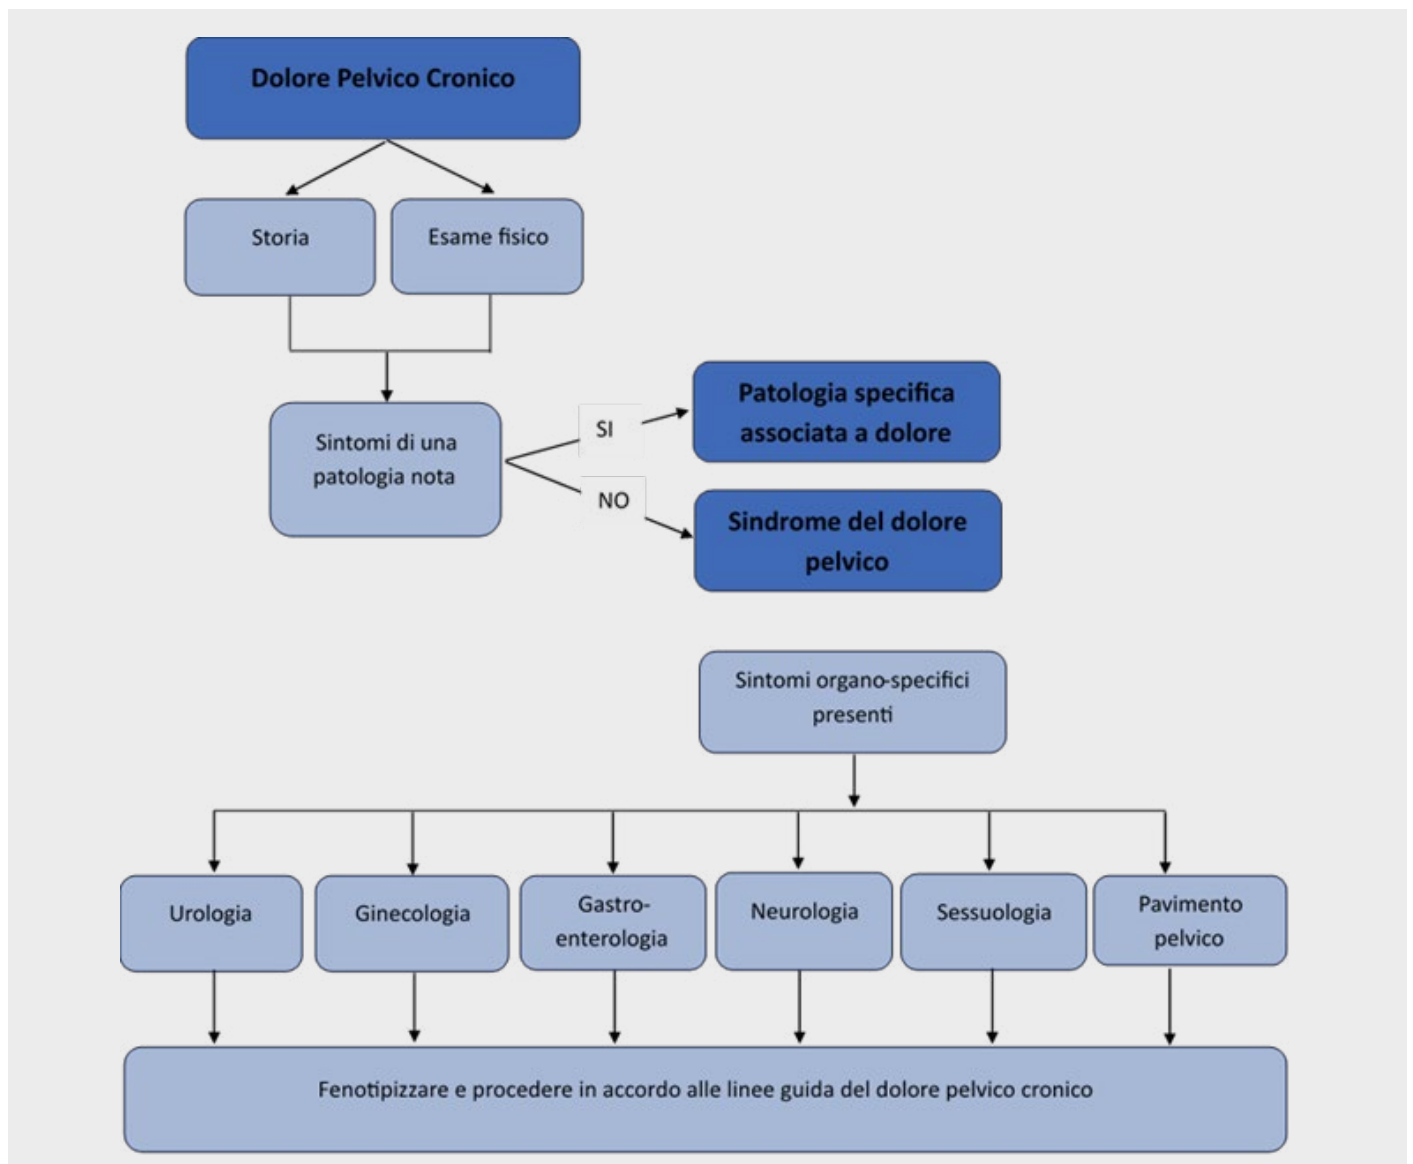 Dolore Pelvico Cronico
Storia
Esame fisico
Sintomi di una
patologia nota
SI
NO
Patologia specifica
associata a dolore
Sindrome del dolore
pelvico
Sintomi organo-specifici
presenti
Urologia
Ginecologia
Gastro-
enterologia
Neurologia
Sessuologia
Pavimento
pelvico
Fenotipizzare e procedere in accordo alle linee guida del dolore pelvico cronico